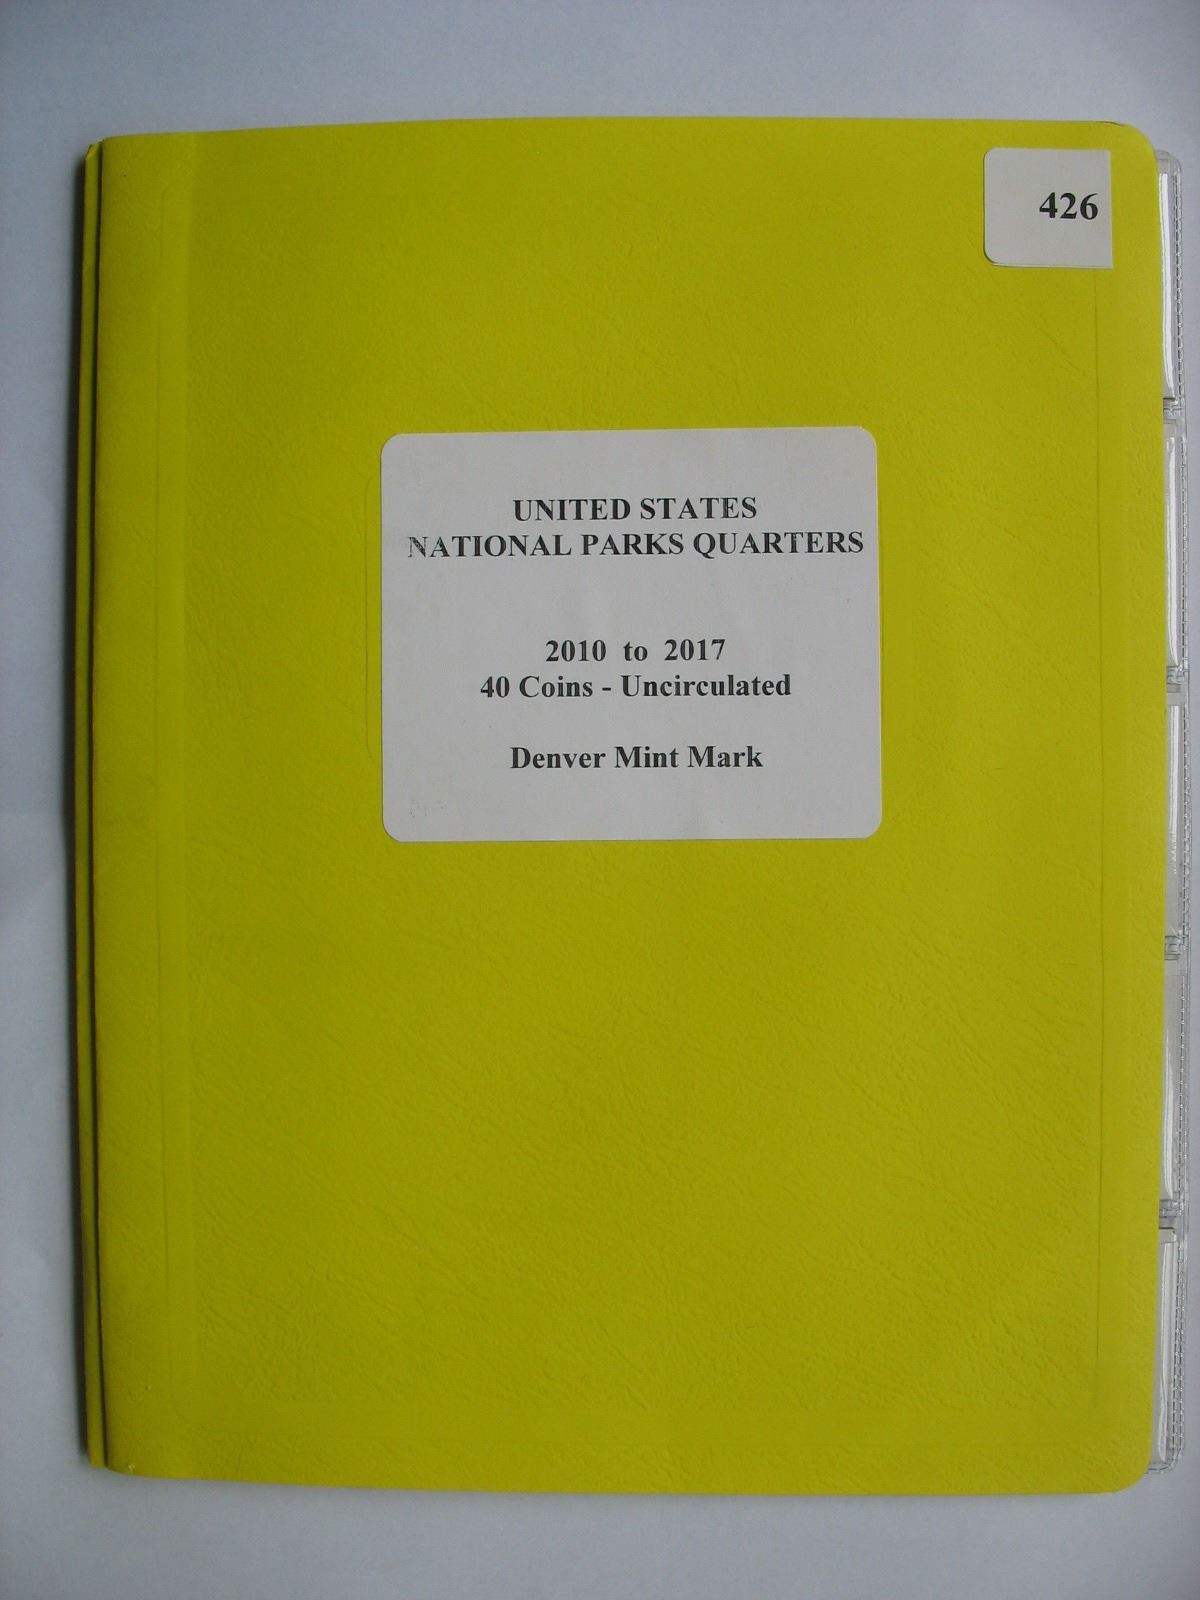 426
UNITED STATES
NATIONAL PARKS QUARTERS
2010 to 2017
40 Coins - Uncirculated
Denver Mint Mark